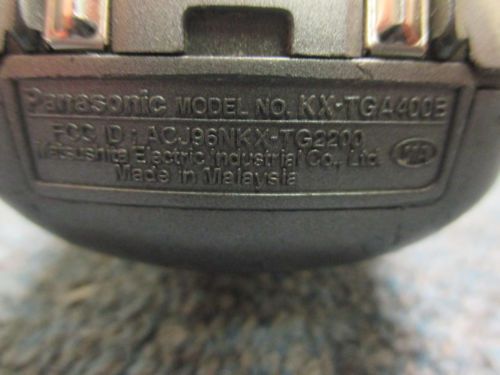 Panasonic MODEL NO. KX-TGA400B
FCC ID : ACJ96NKX-TG2200
Matsushita Electric Industrial Co., Ltd.
Made in Malaysia